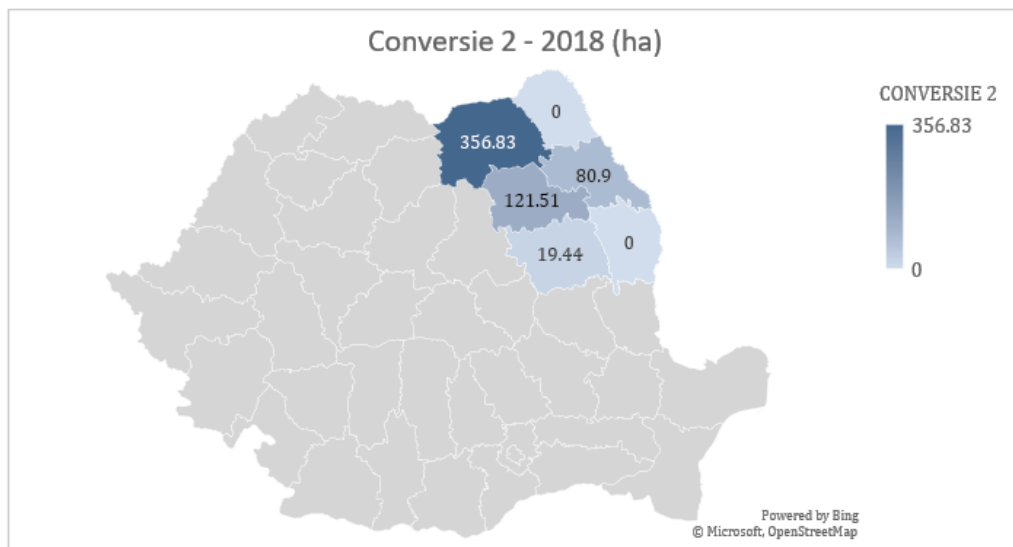 Conversie 2 - 2018 (ha)
CONVERSIE 2
356.83
0
0
356.83
80.9
121.51
19.44
0
Powered by Bing
© Microsoft, OpenStreetMap